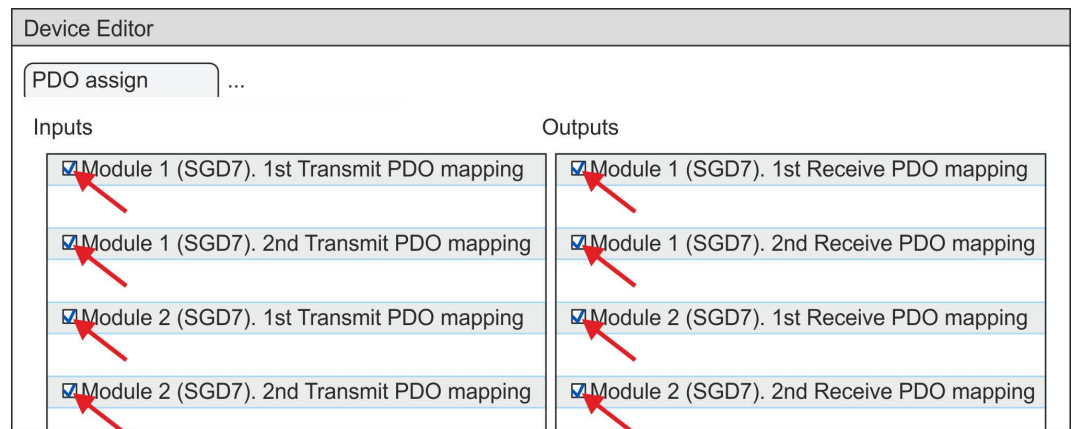 Device Editor
PDO assign ...
Inputs
Outputs
Module 1 (SGD7). 1st Transmit PDO mapping
Module 1 (SGD7). 2nd Transmit PDO mapping
Module 2 (SGD7). 1st Transmit PDO mapping
Module 2 (SGD7). 2nd Transmit PDO mapping
Module 1 (SGD7). 1st Receive PDO mapping
Module 1 (SGD7). 2nd Receive PDO mapping
Module 2 (SGD7). 1st Receive PDO mapping
Module 2 (SGD7). 2nd Receive PDO mapping